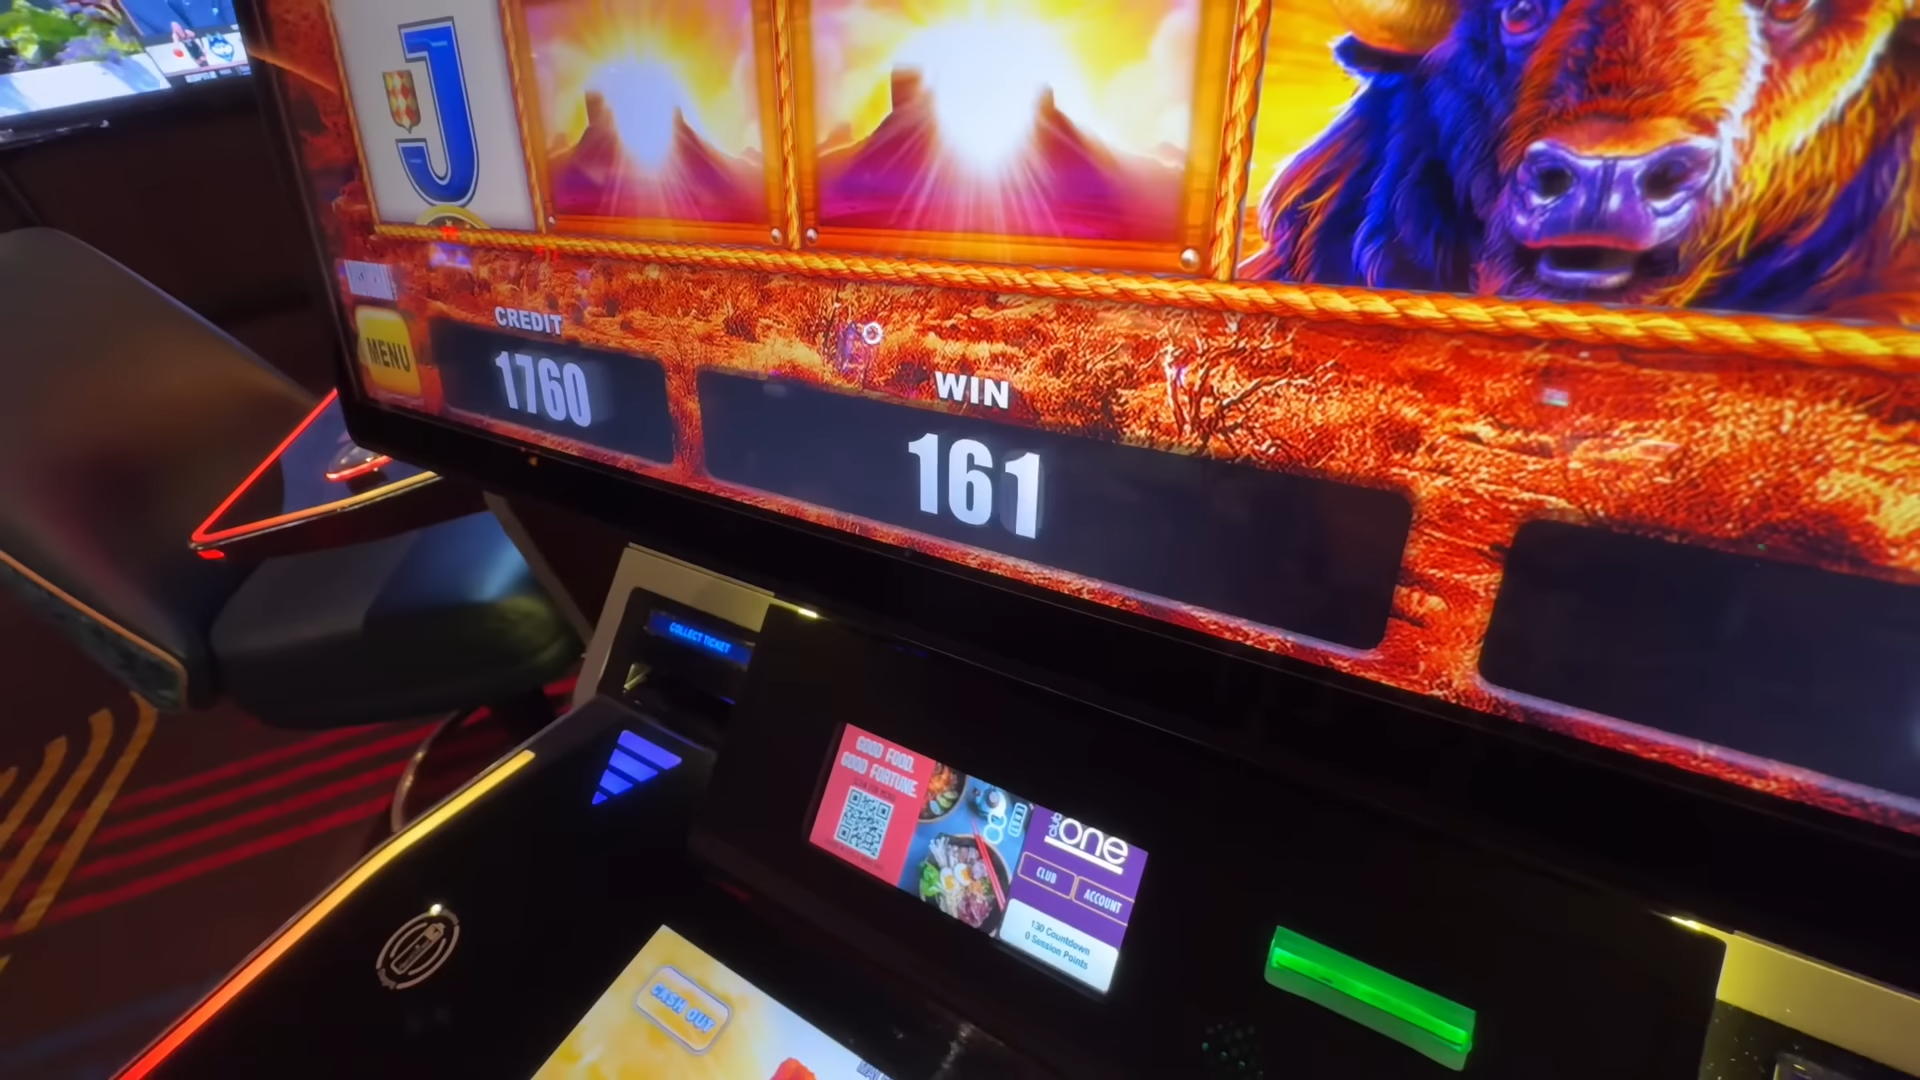 J
CREDIT
1760
MENU
WIN
161
COLLECT TICKET
GOOD FOOD.
GOOD FORTUNE.
club
one
CLUB
ACCOUNT
130 Countdown
0 Session Points
CASH OUT